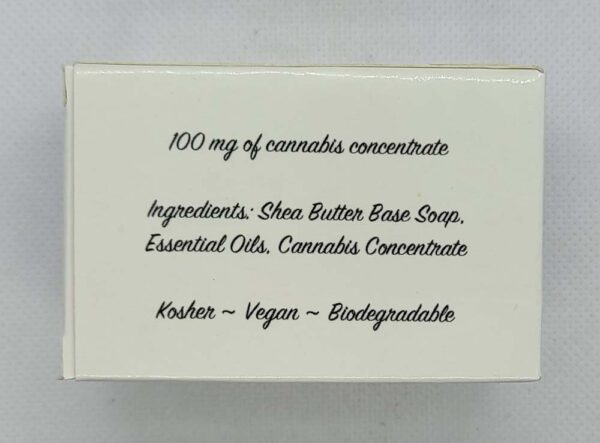 100 mg of cannabis concentrate
Ingredients: Shea Butter Base Soap,
Essential Oils, Cannabis Concentrate
Kosher ~ Vegan ~ Biodegradable